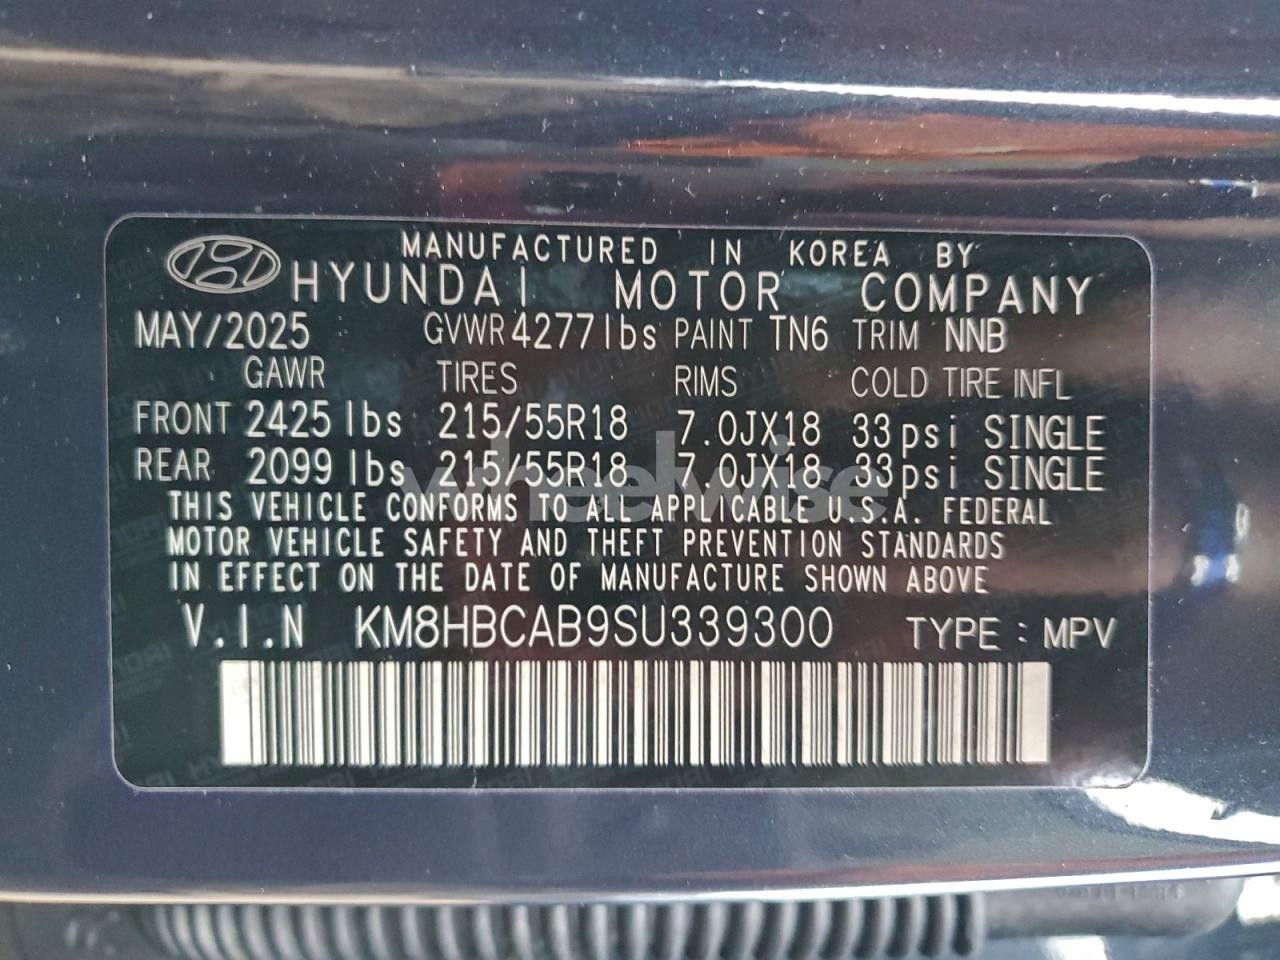 MANUFACTURED IN KOREA BY
HYUNDAI MOTOR COMPANY
MAY/2025 GVWR 4277lbs PAINT TN6 TRIM NNB
GAWR TIRES RIMS COLD TIRE INFL
FRONT 2425 lbs 215/55R18 7.0JX18 33psi SINGLE
REAR 2099 lbs 215/55R18 7.0JX18 33psi SINGLE
wheelwise
THIS VEHICLE CONFORMS TO ALL APPLICABLE U.S.A. FEDERAL
MOTOR VEHICLE SAFETY AND THEFT PREVENTION STANDARDS
IN EFFECT ON THE DATE OF MANUFACTURE SHOWN ABOVE
V.I.N KM8HBCAB9SU339300 TYPE : MPV